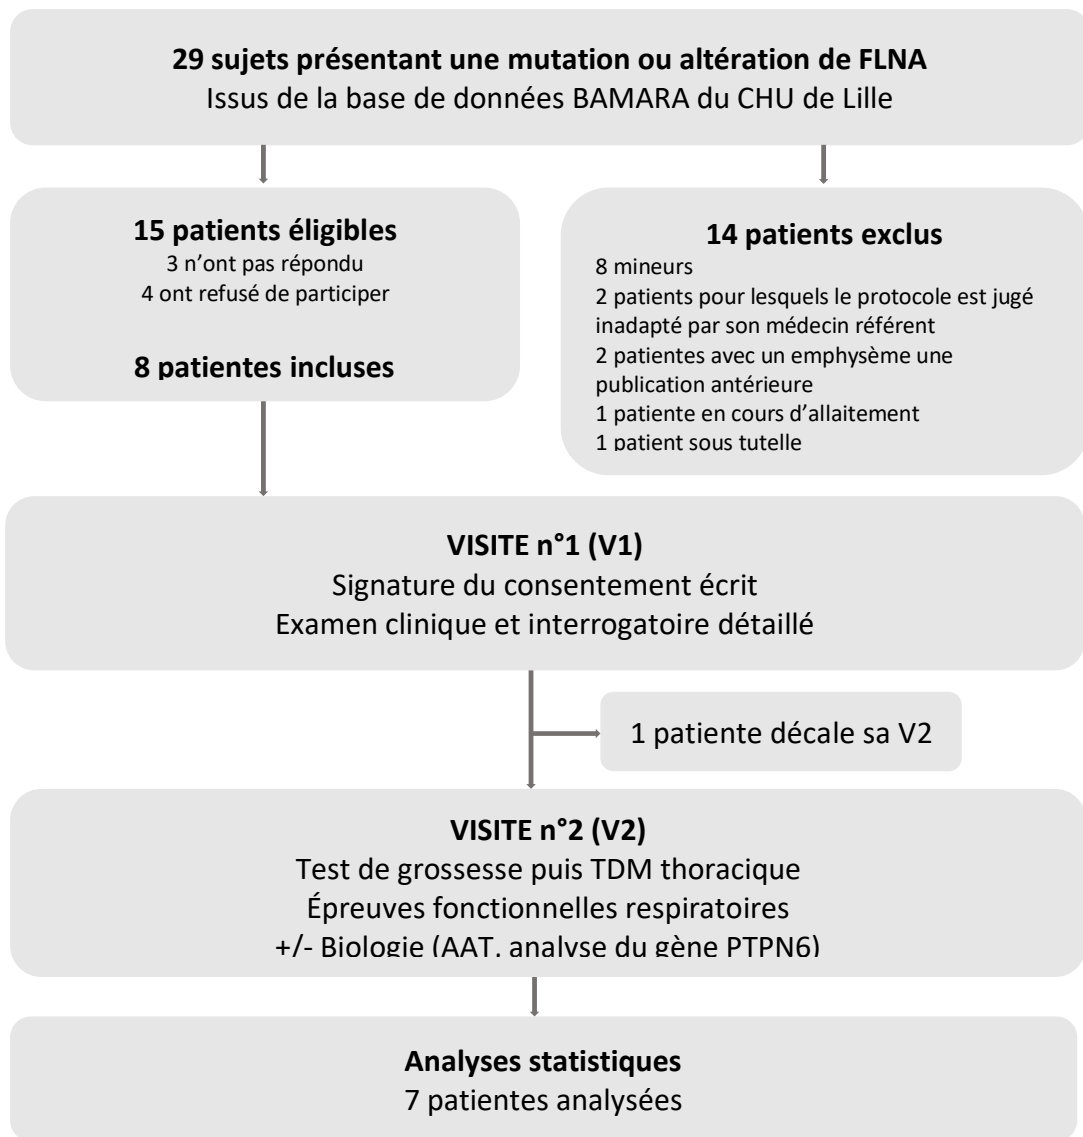 29 sujets présentant une mutation ou altération de FLNA
Issus de la base de données BAMARA du CHU de Lille
15 patients éligibles
3 n'ont pas répondu
4 ont refusé de participer
8 patientes incluses
14 patients exclus
8 mineurs
2 patients pour lesquels le protocole est jugé
inadapté par son médecin référent
2 patientes avec un emphysème une
publication antérieure
1 patiente en cours d'allaitement
1 patient sous tutelle
VISITE n°1 (V1)
Signature du consentement écrit
Examen clinique et interrogatoire détaillé
1 patiente décale sa V2
VISITE n°2 (V2)
Test de grossesse puis TDM thoracique
Épreuves fonctionnelles respiratoires
+/- Biologie (AAT, analyse du gène PTPN6)
Analyses statistiques
7 patientes analysées